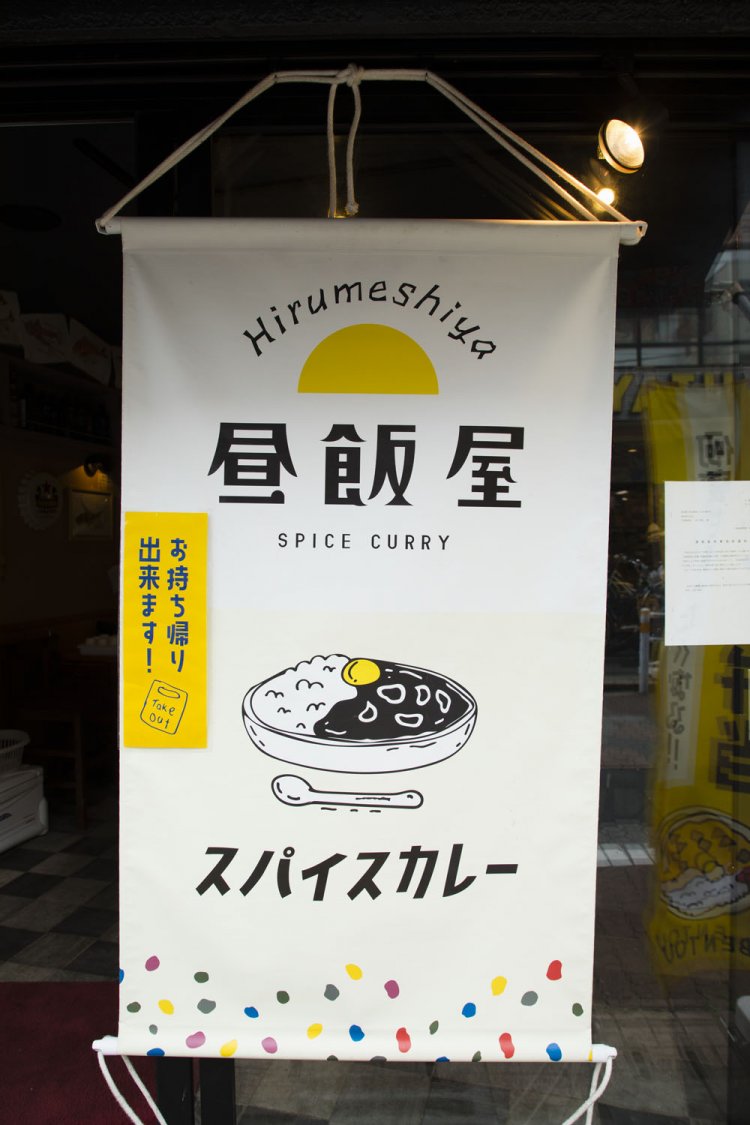 Hirumeshiya
昼飯屋
SPICE CURRY
お持ち帰り
出来ます!
Take
Out
スパイスカレー
BENTOU